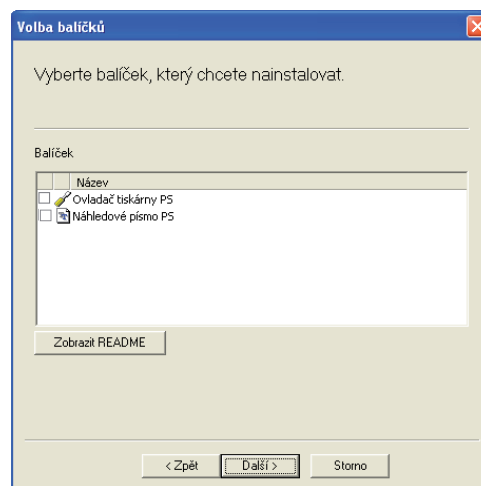 Volba balíčků
Vyberte balíček, který chcete nainstalovat.
Balíček
Název
Ovladač tiskárny PS
Náhledové písmo PS
Zobrazit README
< Zpět
Další >
Storno